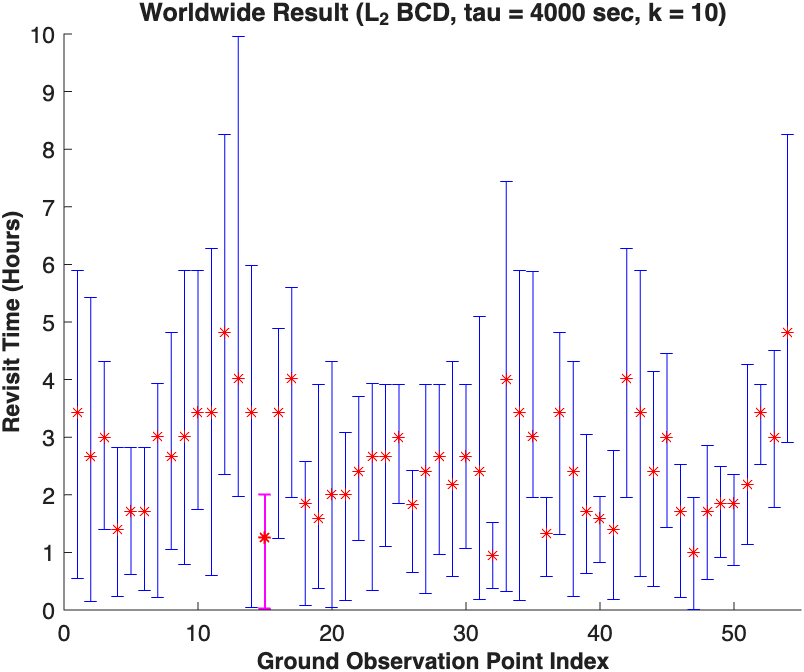 Worldwide Result (L₂ BCD, tau = 4000 sec, k = 10)
Revisit Time (Hours)
10
9
8
7
6
5
4
3
2
1
0
0 10 20 30 40 50
Ground Observation Point Index